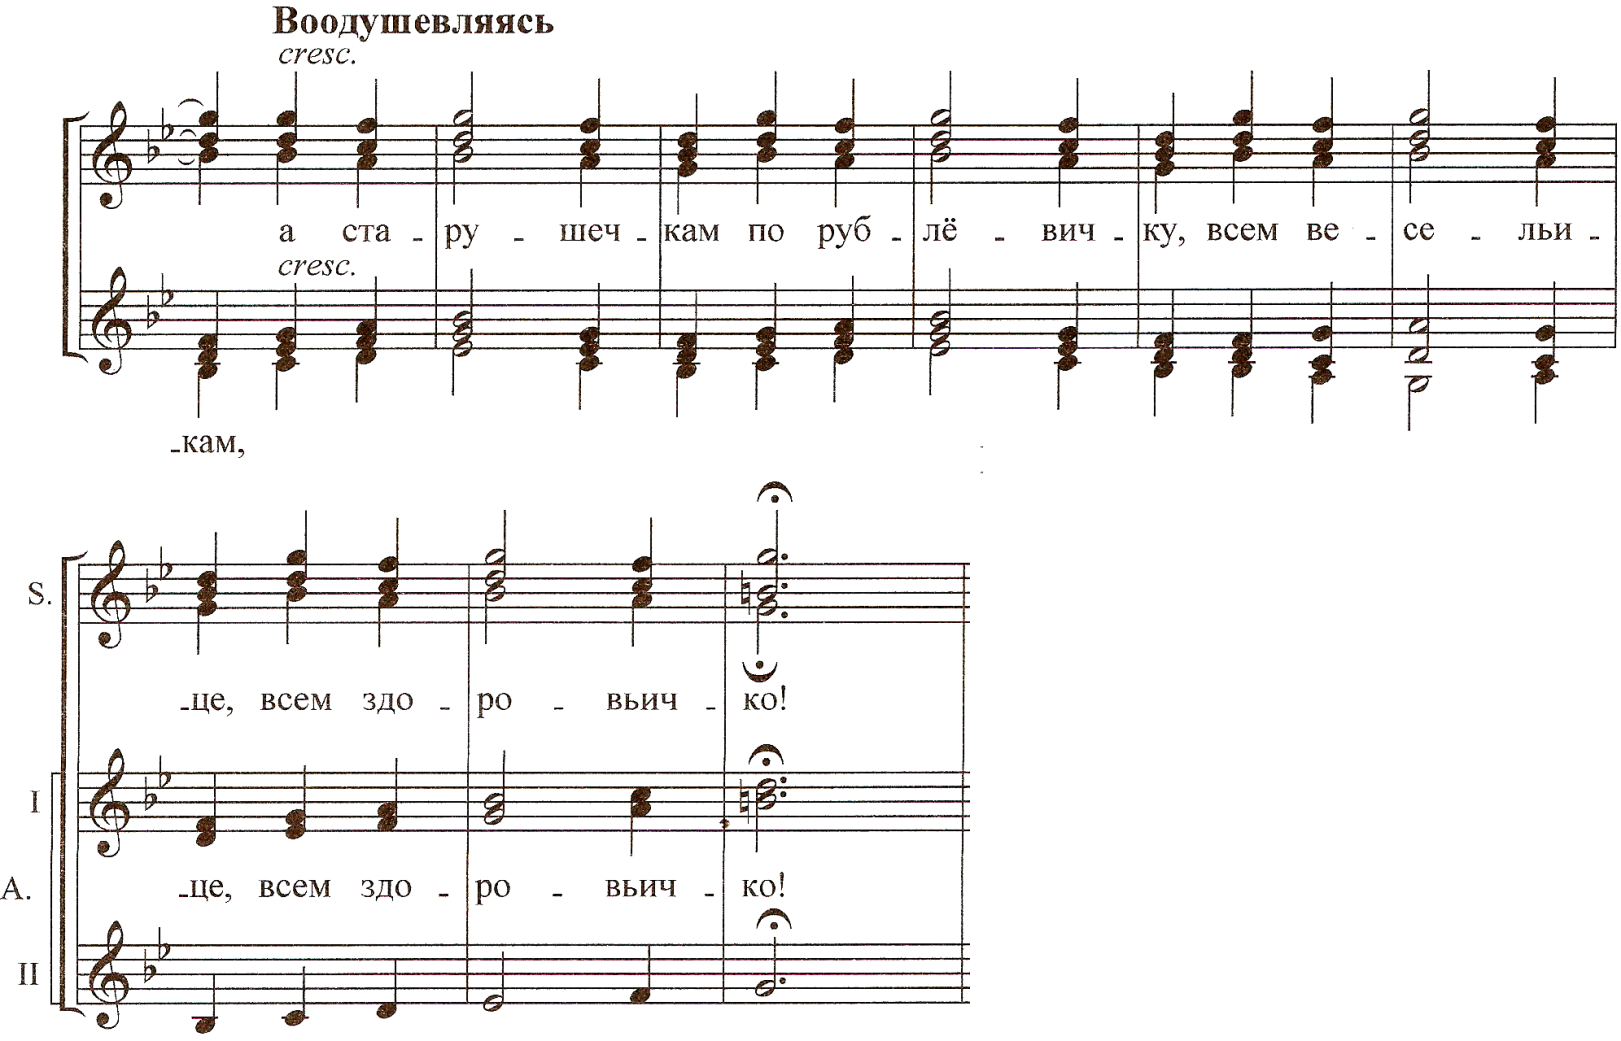 Воодушевляясь
cresc.
а ста - ру - шеч - кам по руб - лё - вич - ку, всем ве - се - льи -
cresc.
-кам,
S.
-це, всем здо - ро - вьич - ко!
I
-це, всем здо - ро - вьич - ко!
A.
II